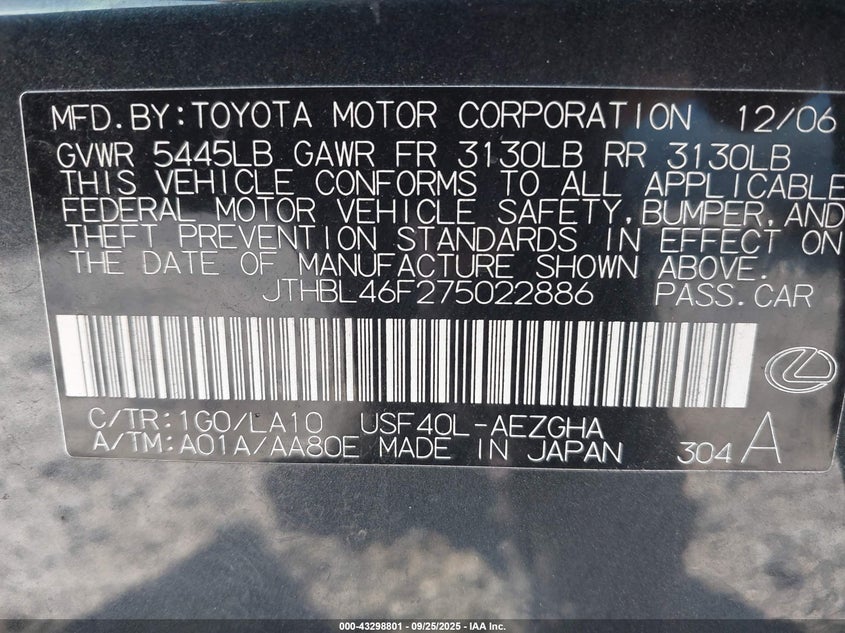 MFD.BY:TOYOTA MOTOR CORPORATION 12/06
GVWR 5445LB GAWR FR 3130LB RR 3130LB
THIS VEHICLE CONFORMS TO ALL APPLICABLE
FEDERAL MOTOR VEHICLE SAFETY,BUMPER,AND
THEFT PREVENTION STANDARDS IN EFFECT ON
THE DATE OF MANUFACTURE SHOWN ABOVE.
JTHBL46F275022886 PASS.CAR
C/TR:1G0/LA10 USF40L-AEZGHA
A/TM:A01A/AA80E MADE IN JAPAN 304 A
000-43298801 - 09/25/2025 - IAA Inc.